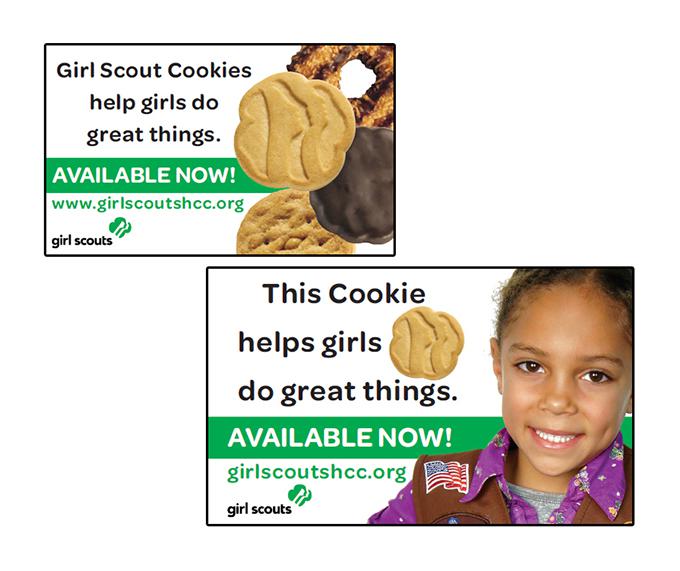 Girl Scout Cookies
help girls do
great things.
AVAILABLE NOW!
www.girlscoutshcc.org
girl scouts
This Cookie
helps girls
do great things.
AVAILABLE NOW!
girlscoutshcc.org
girl scouts